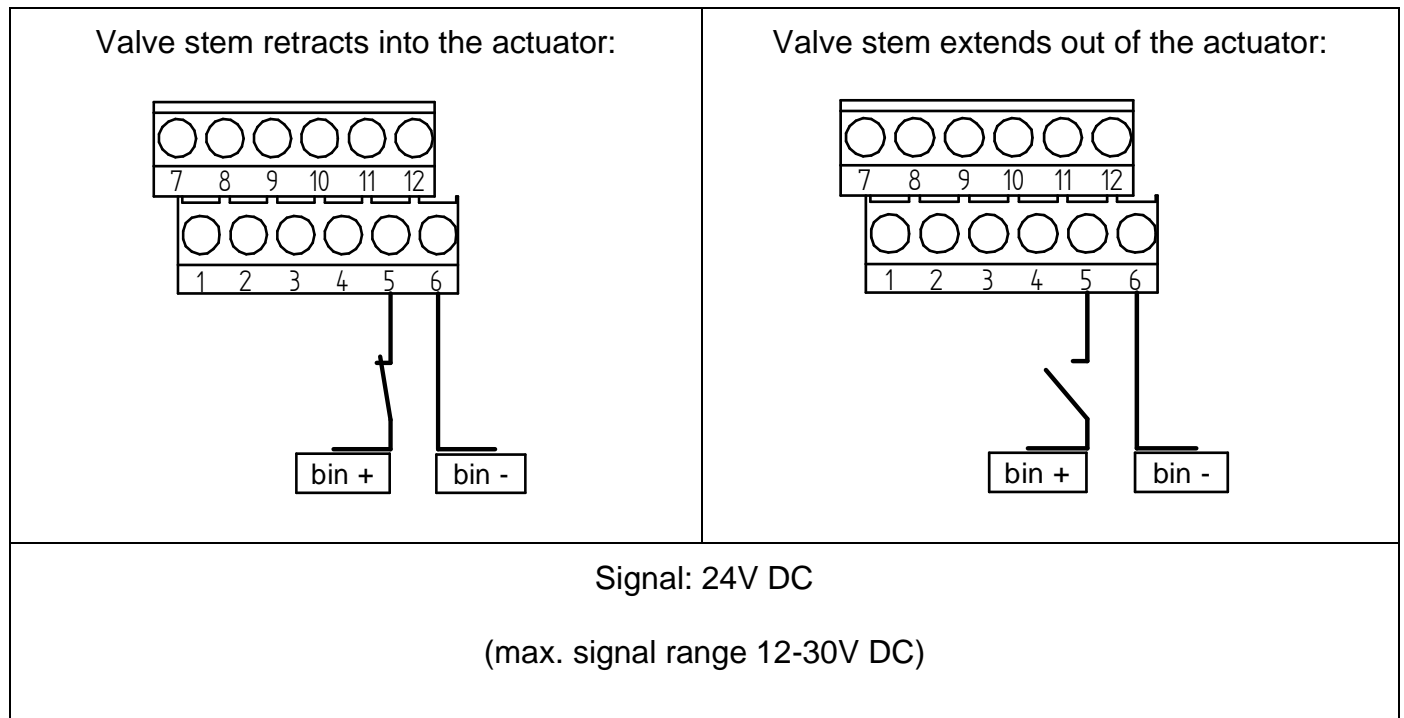 Valve stem retracts into the actuator:
7 8 9 10 11 12
1 2 3 4 5 6
bin + bin -
Valve stem extends out of the actuator:
7 8 9 10 11 12
1 2 3 4 5 6
bin + bin -
Signal: 24V DC
(max. signal range 12-30V DC)